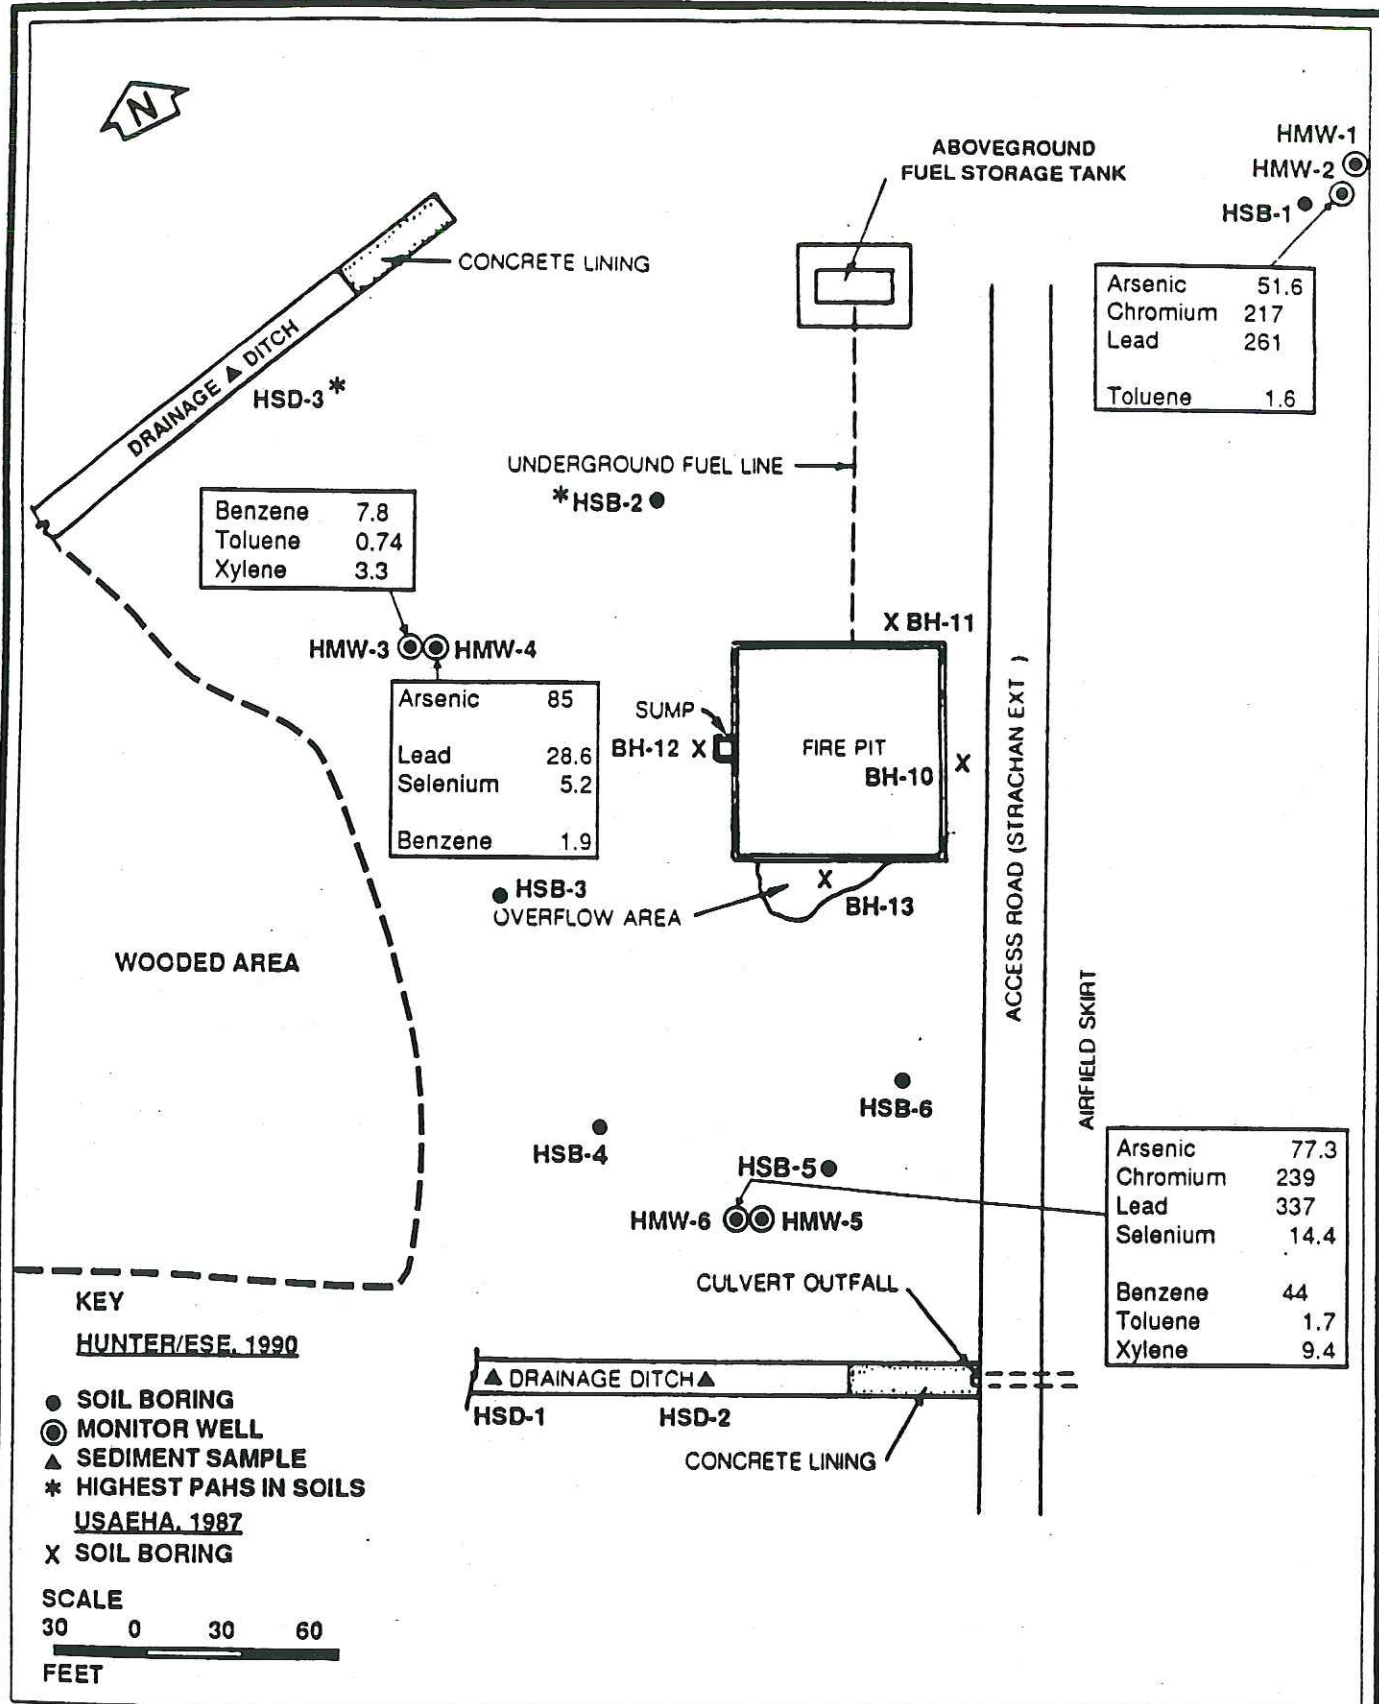 N
HMW-1
ABOVEGROUND
FUEL STORAGE TANK
HMW-2
HSB-1
CONCRETE LINING
Arsenic 51.6
Chromium 217
Lead 261
Toluene 1.6
DRAINAGE ▲ DITCH
HSD-3 *
UNDERGROUND FUEL LINE
* HSB-2
Benzene 7.8
Toluene 0.74
Xylene 3.3
X BH-11
HMW-3
HMW-4
Arsenic 85
Lead 28.6
Selenium 5.2
Benzene 1.9
SUMP
BH-12 X
FIRE PIT
BH-10
X
ACCESS ROAD (STRACHAN EXT )
HSB-3
X
BH-13
OVERFLOW AREA
WOODED AREA
AIRFIELD SKIRT
HSB-6
HSB-4
HSB-5
HMW-6
HMW-5
Arsenic 77.3
Chromium 239
Lead 337
Selenium 14.4
Benzene 44
Toluene 1.7
Xylene 9.4
CULVERT OUTFALL
▲ DRAINAGE DITCH ▲
HSD-1
HSD-2
CONCRETE LINING
KEY
HUNTER/ESE, 1990
● SOIL BORING
◉ MONITOR WELL
▲ SEDIMENT SAMPLE
* HIGHEST PAHS IN SOILS
USAEHA, 1987
X SOIL BORING
SCALE
30 0 30 60
FEET